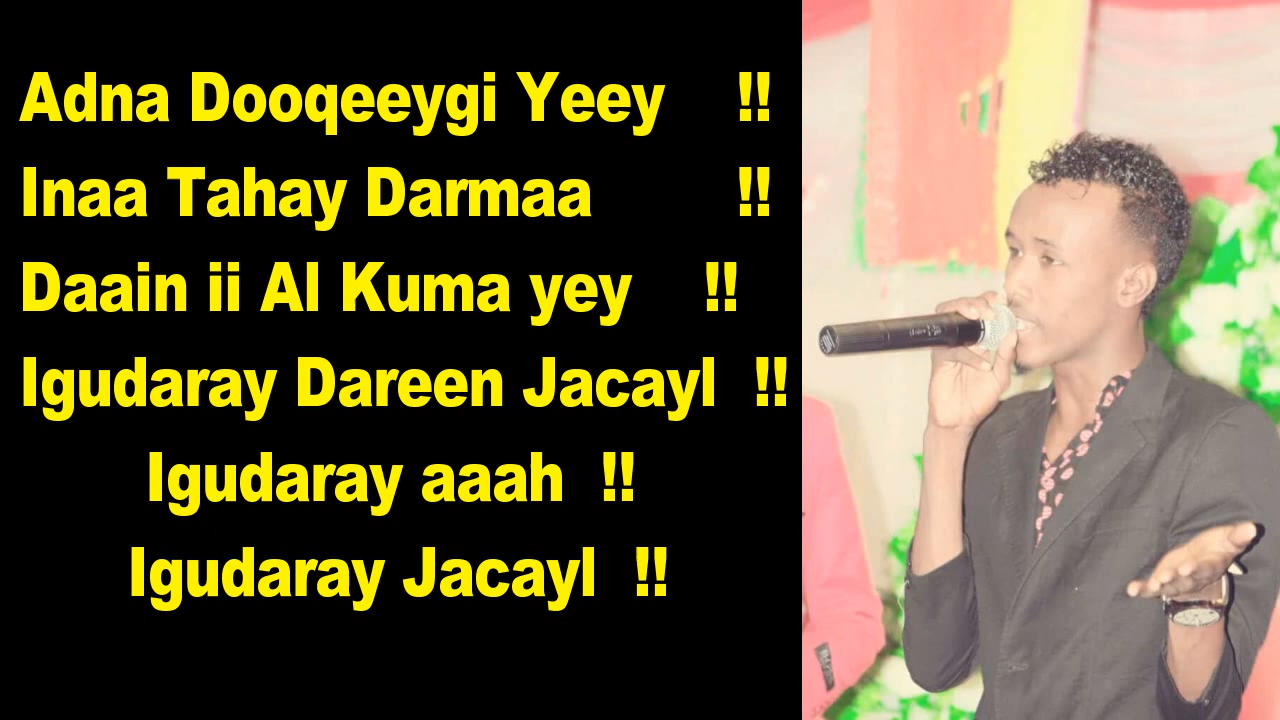 Adna Dooqeeygi Yeey !!
Inaa Tahay Darmaa !!
Daain ii Al Kuma yey !!
Igudaray Dareen Jacayl !!
Igudaray aaah !!
Igudaray Jacayl !!